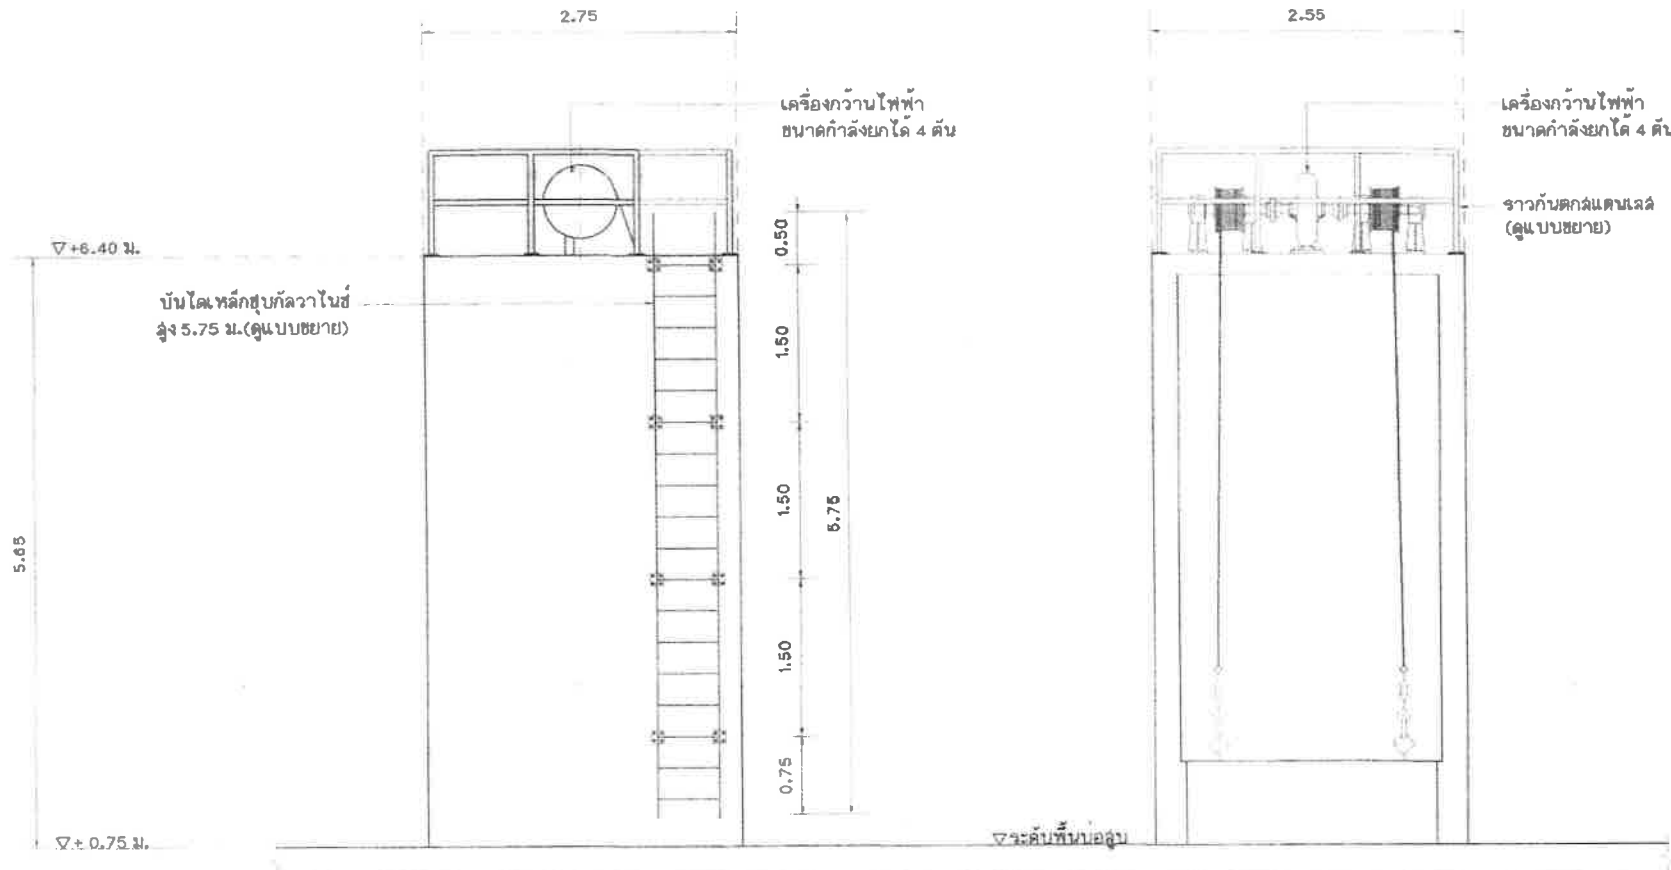 2.75
2.55
เครื่องกว้านไฟฟ้า
ขนาดกำลังยกได้ 4 ตัน
เครื่องกว้านไฟฟ้า
ขนาดกำลังยกได้ 4 ตัน
ราวกันตกสแตนเลส
(ดูแบบขยาย)
▽+6.40 ม.
0.50
บันไดเหล็กชุบกัลวาไนซ์
สูง 5.75 ม.(ดูแบบขยาย)
1.50
1.50
5.75
5.65
1.50
0.75
▽+ 0.75 ม.
▽ระดับพื้นบ่อสูบ